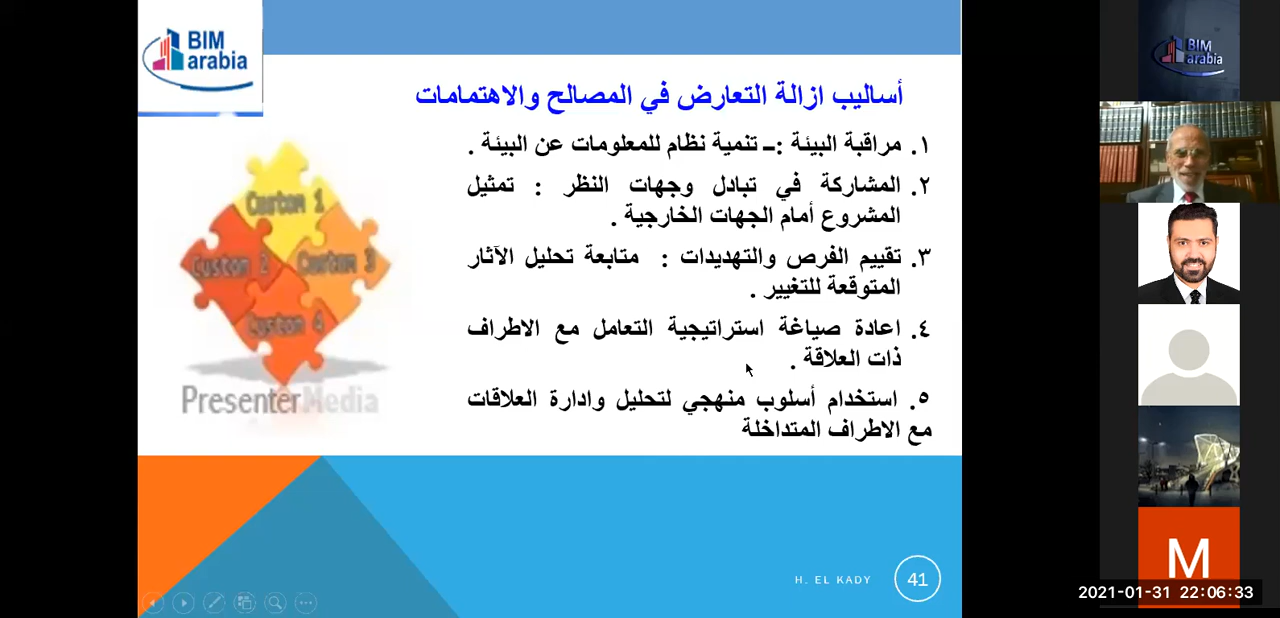 BIM
arabia
أساليب ازالة التعارض في المصالح والاهتمامات
١. مراقبة البيئة :ــ تنمية نظام للمعلومات عن البيئة .
٢. المشاركة في تبادل وجهات النظر : تمثيل
المشروع أمام الجهات الخارجية .
٣. تقييم الفرص والتهديدات : متابعة تحليل الآثار
المتوقعة للتغيير .
٤. اعادة صياغة استراتيجية التعامل مع الاطراف
ذات العلاقة .
٥. استخدام أسلوب منهجي لتحليل وادارة العلاقات
مع الاطراف المتداخلة
Custom 1
Custom 2
Custom 3
Custom 4
PresenterMedia
H. EL KADY
41
BIM
arabia
M
2021-01-31 22:06:33